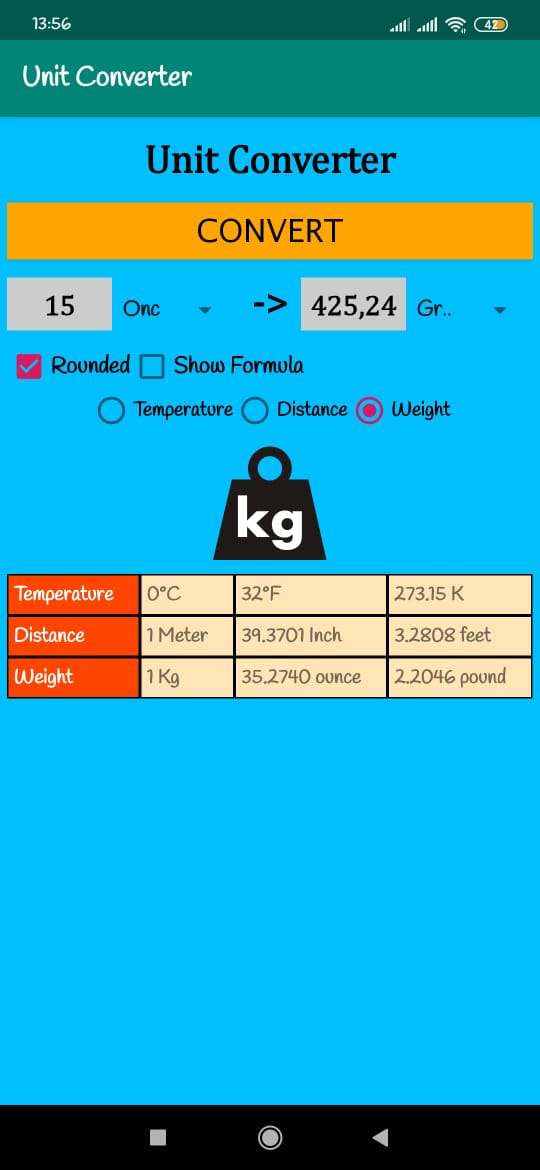 13:56 42
Unit Converter
Unit Converter
CONVERT
15 Onc -> 425,24 Gr..
Rounded Show Formula
Temperature Distance Weight
kg
Temperature 0°C 32°F 273.15 K
Distance 1 Meter 39.3701 Inch 3.2808 feet
Weight 1 Kg 35.2740 ounce 2.2046 pound